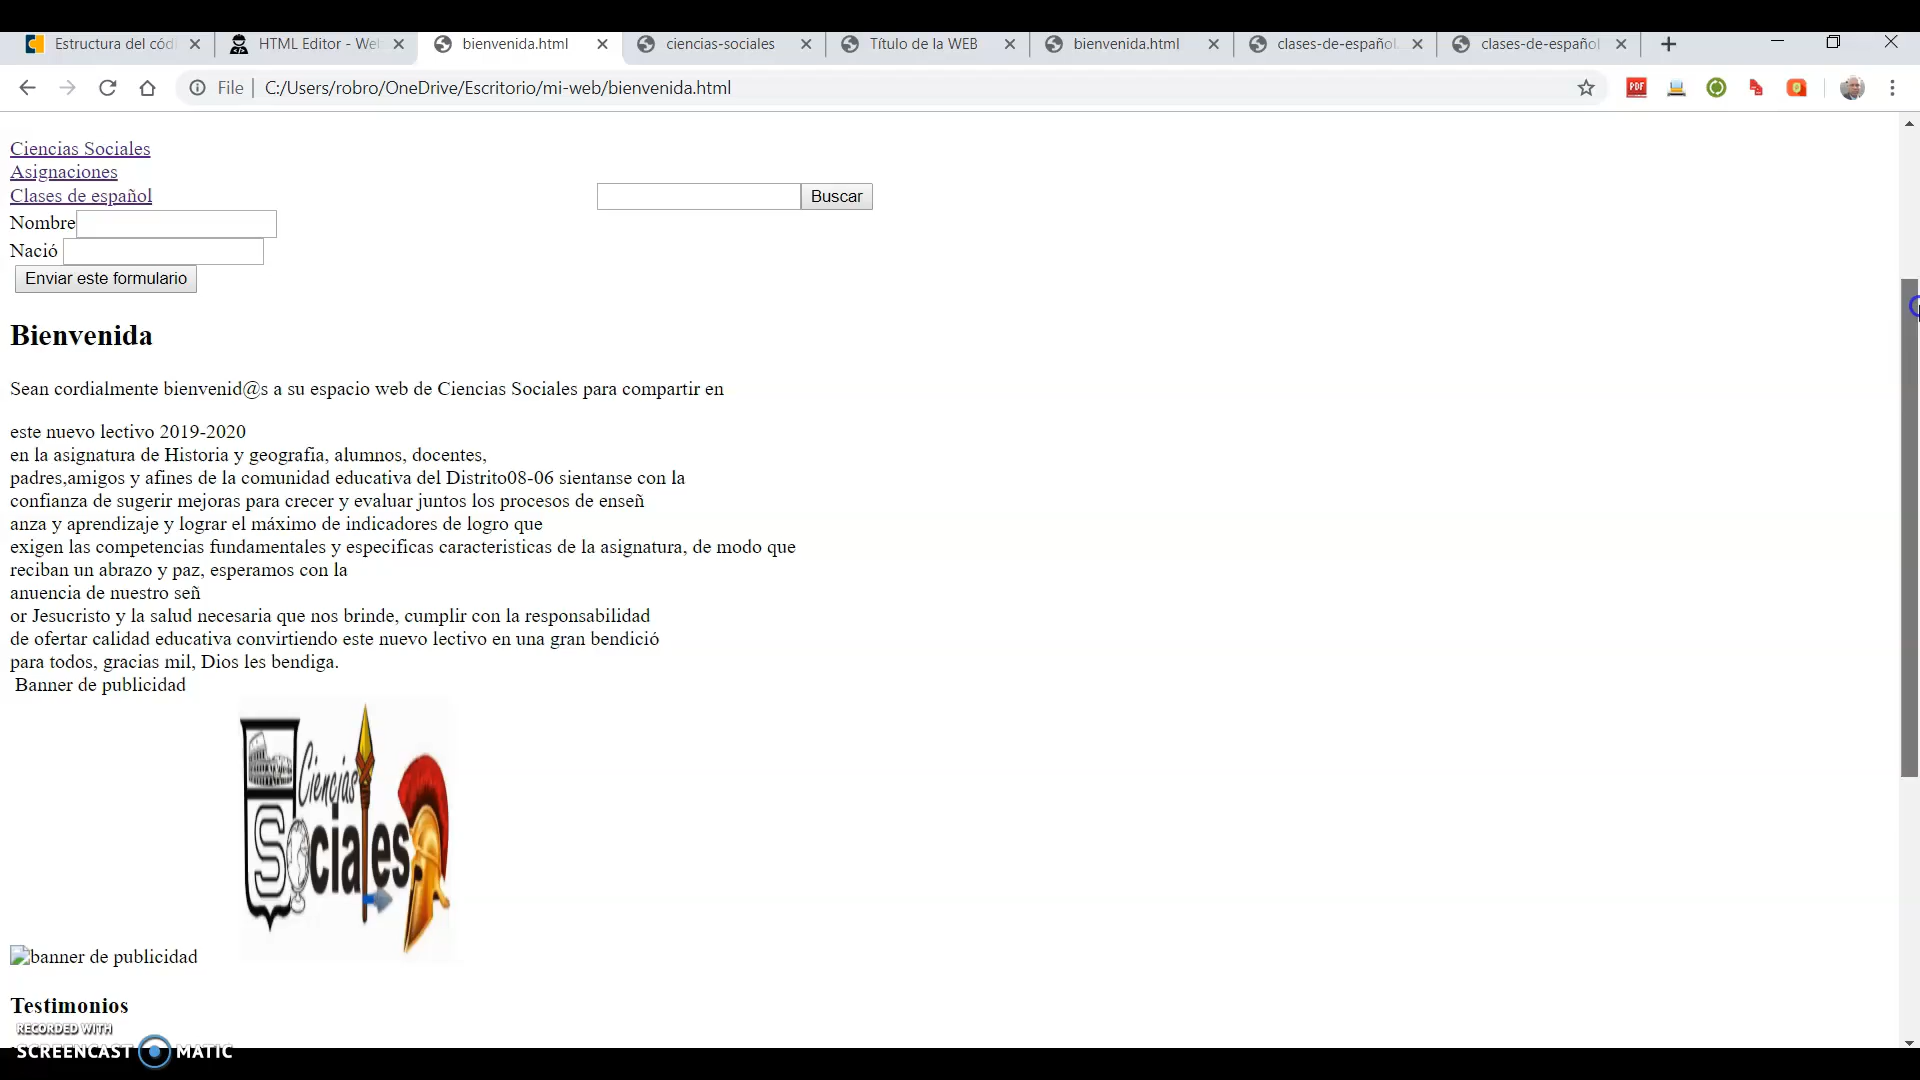 Estructura del cód
HTML Editor - We
bienvenida.html
ciencias-sociales
Título de la WEB
bienvenida.html
clases-de-español
clases-de-español
File
C:/Users/robro/OneDrive/Escritorio/mi-web/bienvenida.html
PDF
Ciencias Sociales
Asignaciones
Clases de español
Buscar
Nombre
Nació
Enviar este formulario
Bienvenida
Sean cordialmente bienvenid@s a su espacio web de Ciencias Sociales para compartir en
este nuevo lectivo 2019-2020
en la asignatura de Historia y geografia, alumnos, docentes,
padres,amigos y afines de la comunidad educativa del Distrito08-06 sientanse con la
confianza de sugerir mejoras para crecer y evaluar juntos los procesos de enseñ
anza y aprendizaje y lograr el máximo de indicadores de logro que
exigen las competencias fundamentales y especificas caracteristicas de la asignatura, de modo que
reciban un abrazo y paz, esperamos con la
anuencia de nuestro señ
or Jesucristo y la salud necesaria que nos brinde, cumplir con la responsabilidad
de ofertar calidad educativa convirtiendo este nuevo lectivo en una gran bendició
para todos, gracias mil, Dios les bendiga.
Banner de publicidad
Ciencias
Sociales
banner de publicidad
Testimonios
RECORDED WITH
SCREENCAST MATIC